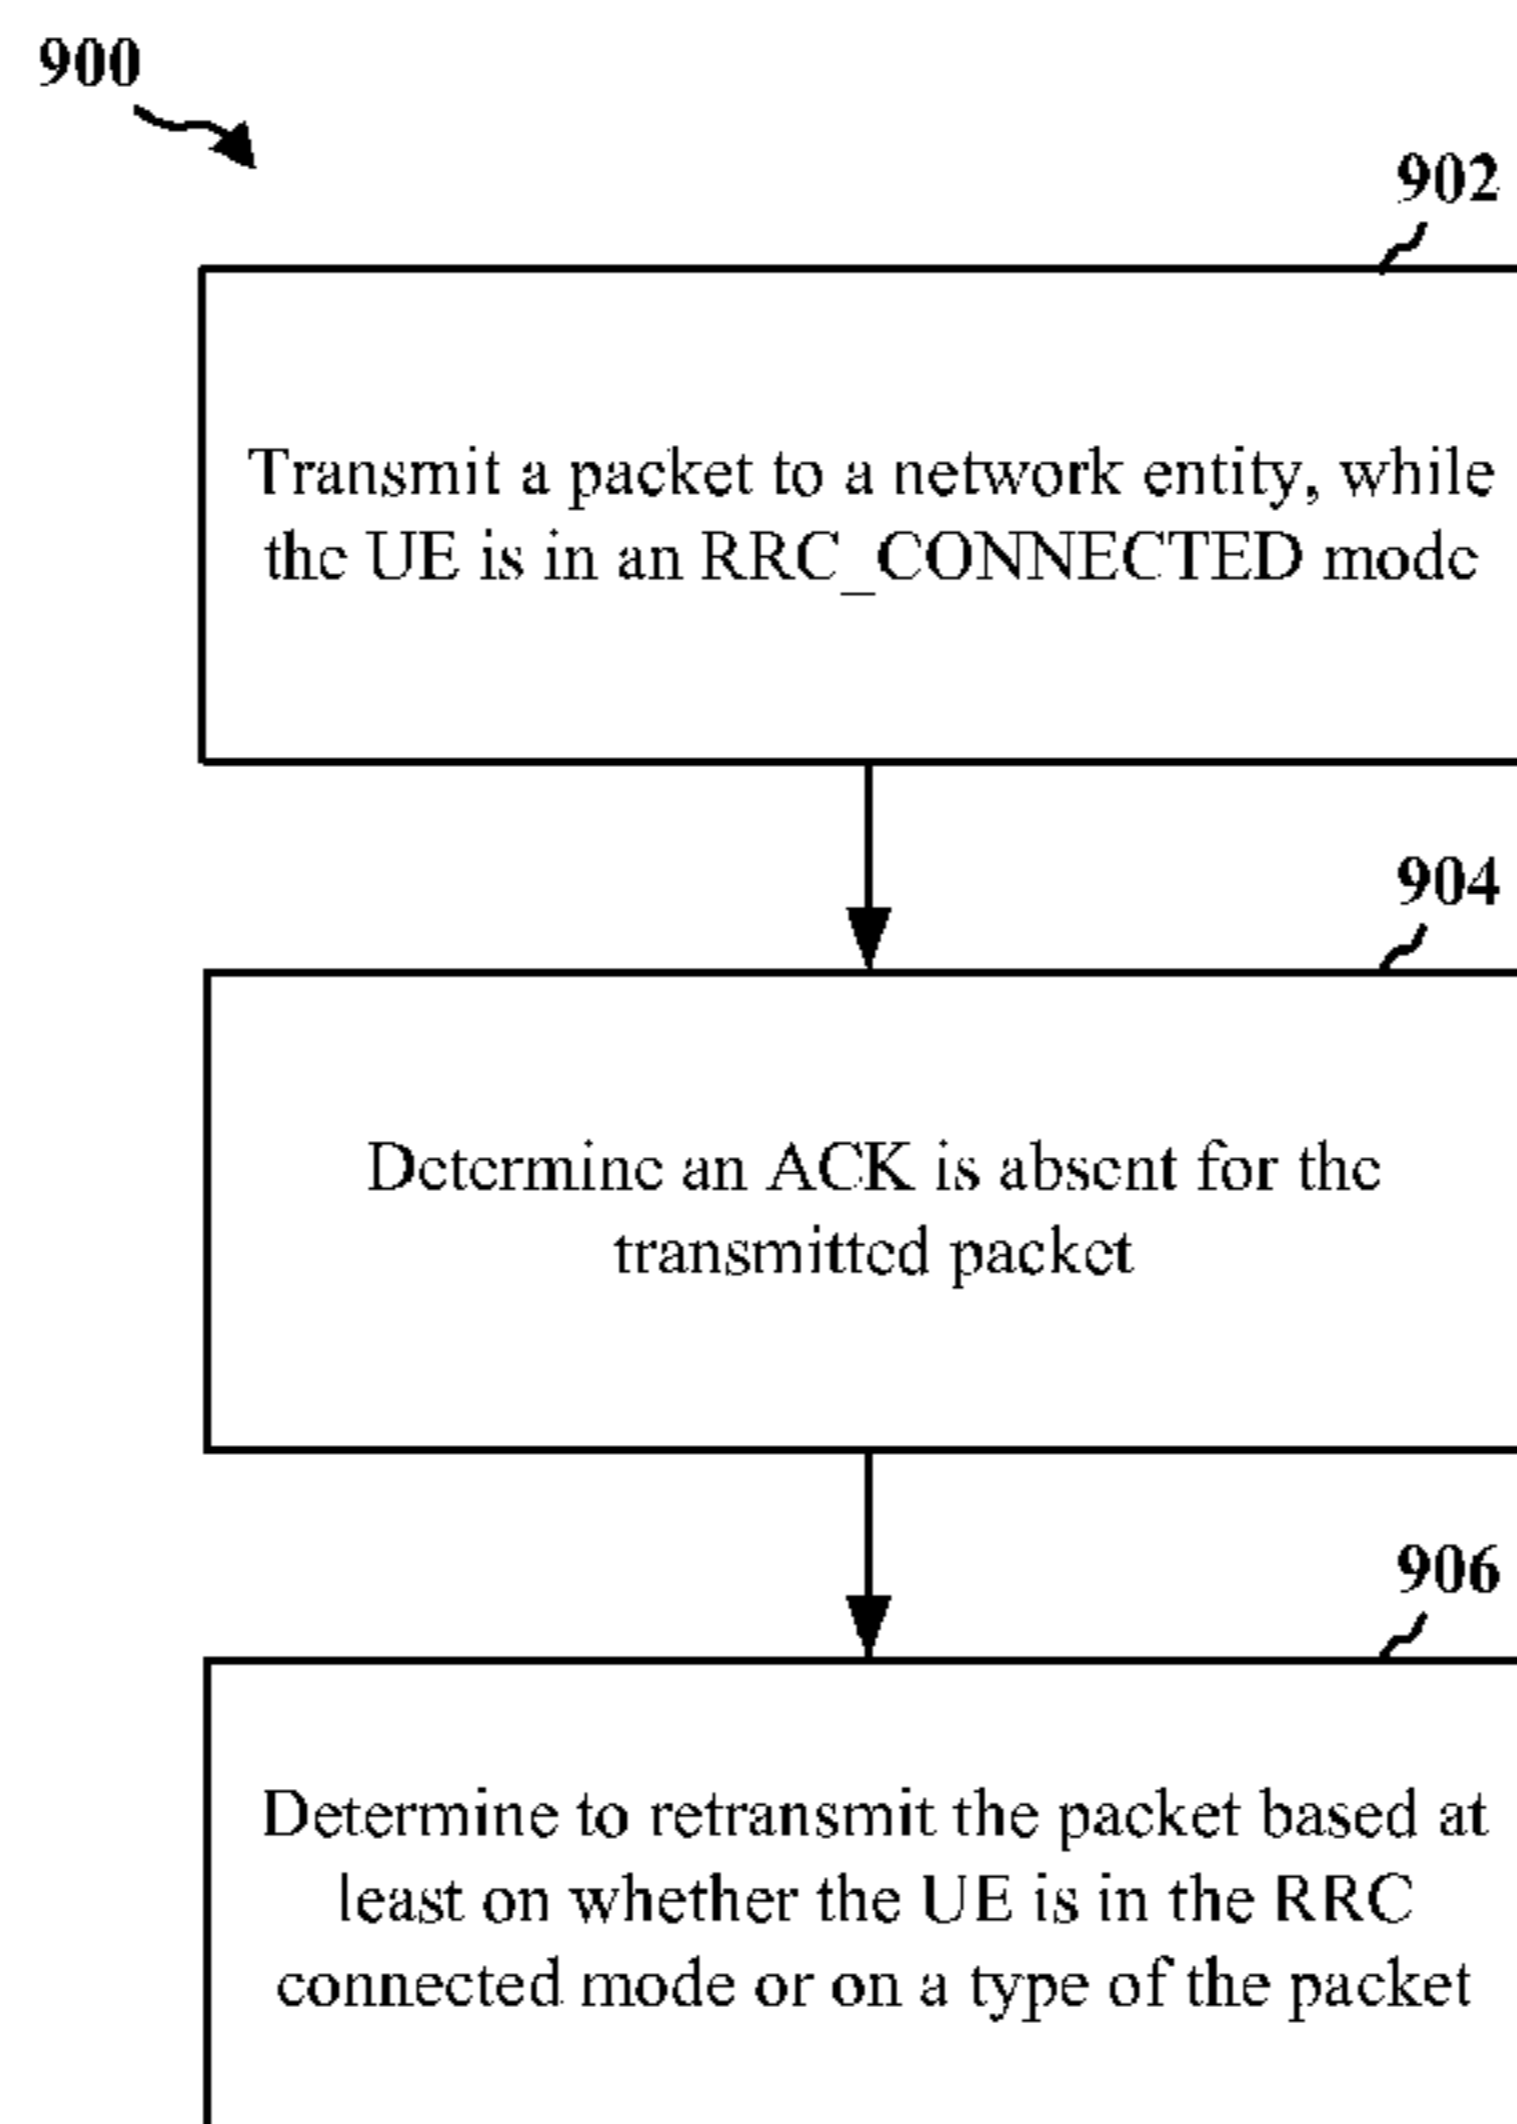 900
902
Transmit a packet to a network entity, while
the UE is in an RRC_CONNECTED mode
904
Determine an ACK is absent for the
transmitted packet
906
Determine to retransmit the packet based at
least on whether the UE is in the RRC
connected mode or on a type of the packet